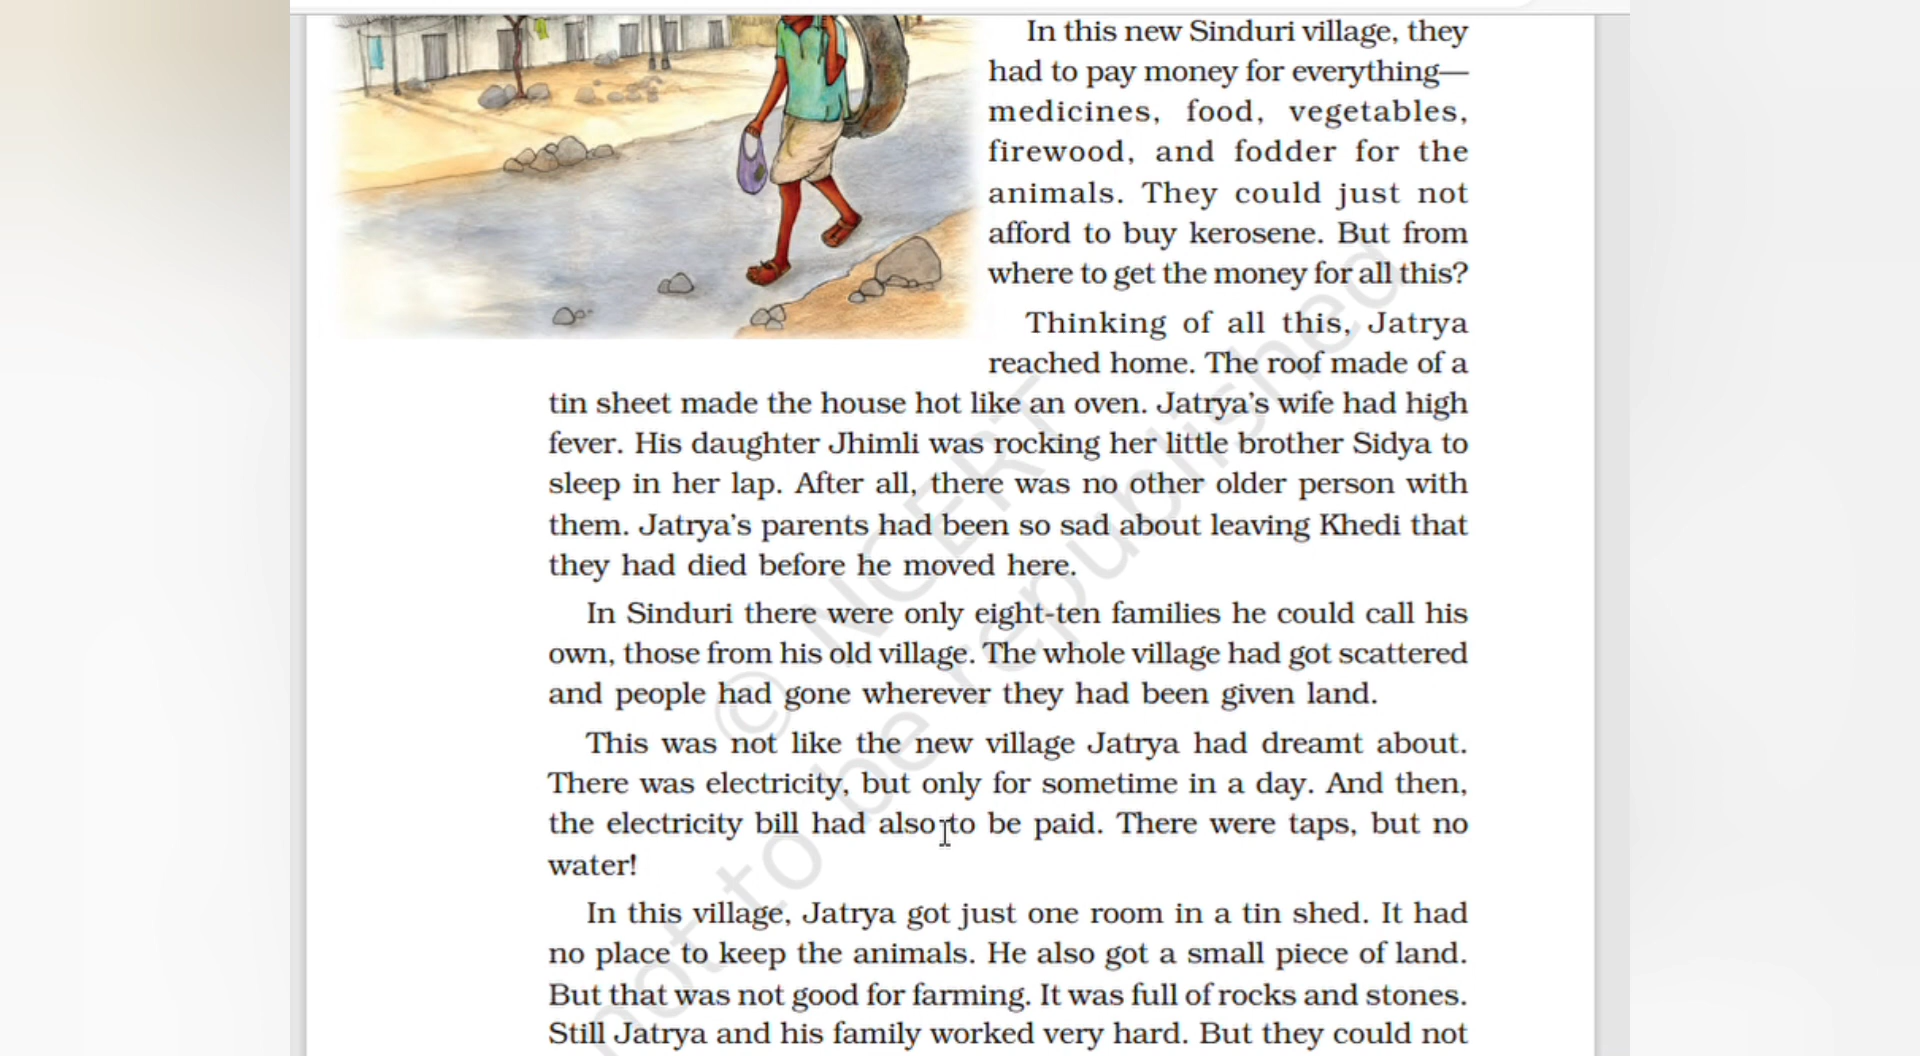 In this new Sinduri village, they
had to pay money for everything—
medicines, food, vegetables,
firewood, and fodder for the
animals. They could just not
afford to buy kerosene. But from
where to get the money for all this?
Thinking of all this, Jatrya
reached home. The roof made of a
tin sheet made the house hot like an oven. Jatrya’s wife had high
fever. His daughter Jhimli was rocking her little brother Sidya to
sleep in her lap. After all, there was no other older person with
them. Jatrya’s parents had been so sad about leaving Khedi that
they had died before he moved here.
In Sinduri there were only eight-ten families he could call his
own, those from his old village. The whole village had got scattered
and people had gone wherever they had been given land.
This was not like the new village Jatrya had dreamt about.
There was electricity, but only for sometime in a day. And then,
the electricity bill had also to be paid. There were taps, but no
water!
In this village, Jatrya got just one room in a tin shed. It had
no place to keep the animals. He also got a small piece of land.
But that was not good for farming. It was full of rocks and stones.
Still Jatrya and his family worked very hard. But they could not
© NCERT
not to be republished